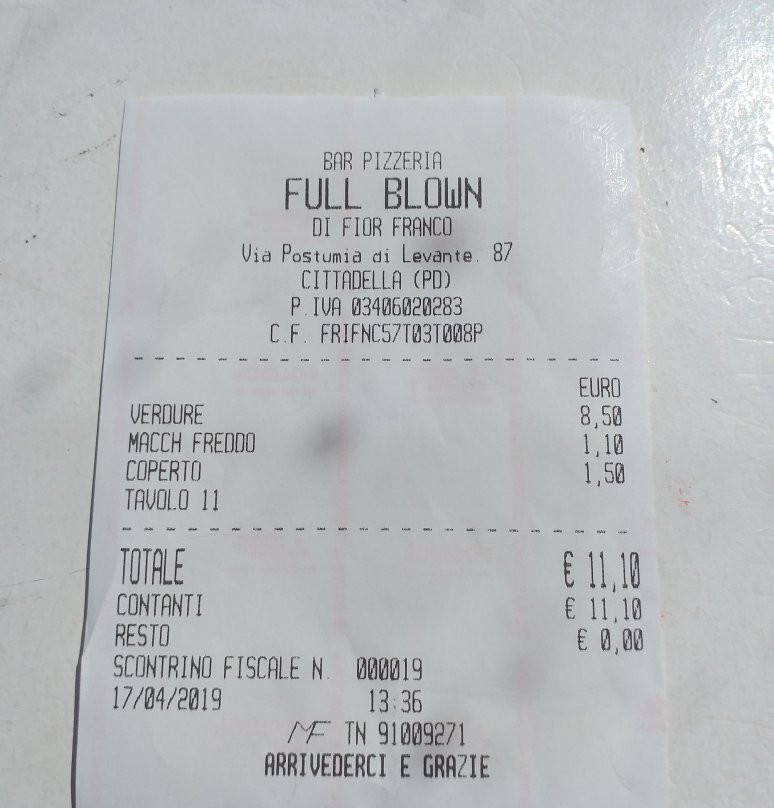 BAR PIZZERIA
FULL BLOWN
DI FIOR FRANCO
Via Postumia di Levante. 87
CITTADELLA (PD)
P.IVA 03406020283
C.F. FRIFNC57T03T008P
EURO
VERDURE 8,50
MACCH FREDDO 1,10
COPERTO 1,50
TAVOLO 11
TOTALE € 11,10
CONTANTI € 11,10
RESTO € 0,00
SCONTRINO FISCALE N. 000019
17/04/2019 13:36
MF TN 91009271
ARRIVEDERCI E GRAZIE